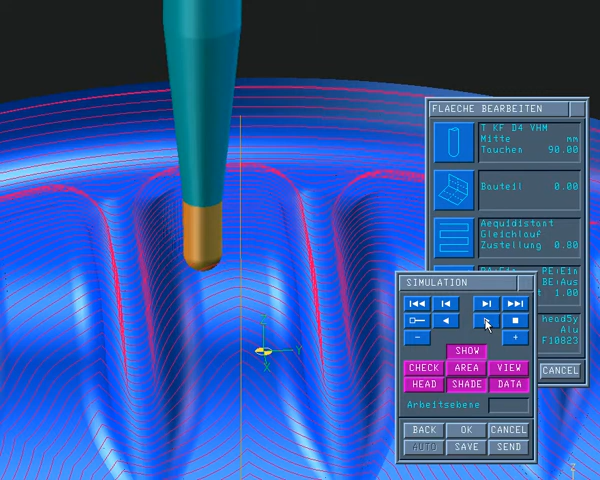 FLAECHE BEARBEITEN
T KF D4 VHM
Mitte mm
Tauchen 90.00
Bauteil 0.00
Aequidistant
Gleichlauf
Zustellung 0.80
PE:Ein
BE:Aus
t 1.00
Alu
F10823
CANCEL
SIMULATION
SHOW
CHECK AREA VIEW
HEAD SHADE DATA
Arbeitsebene
BACK OK CANCEL
AUTO SAVE SEND
Z
Y
X
Z